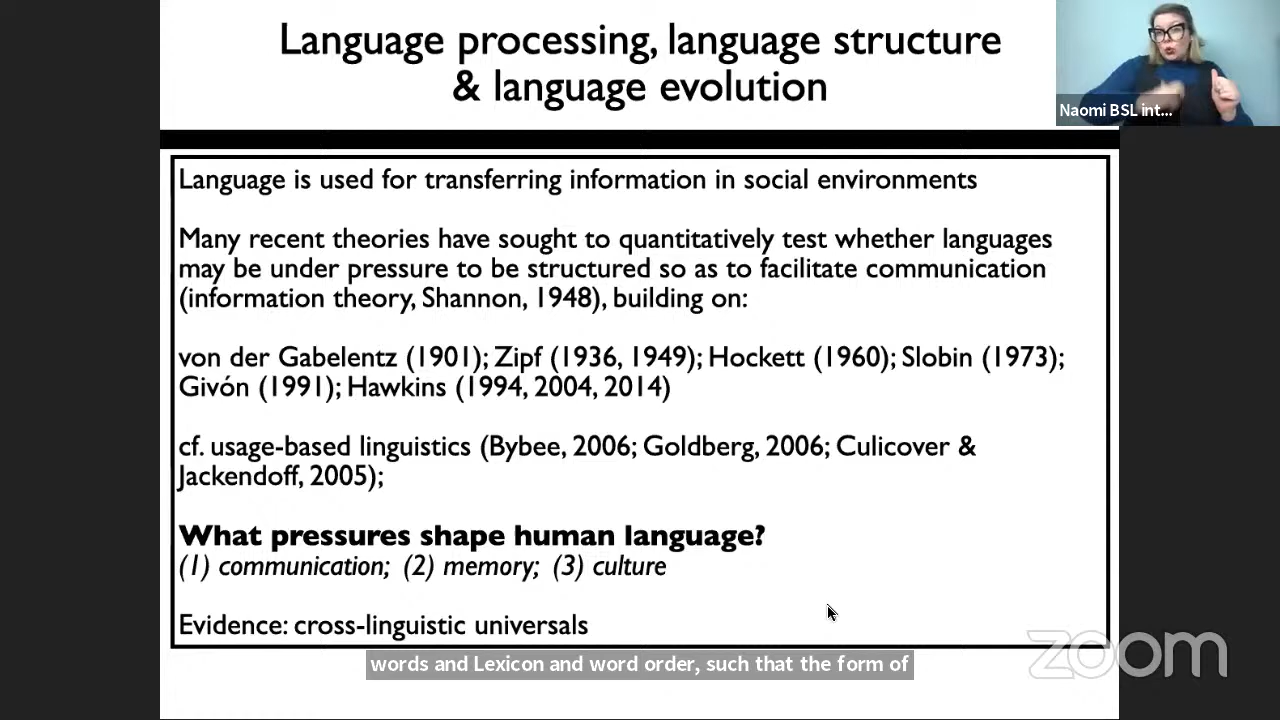 Language processing, language structure
& language evolution
Naomi BSL int...
Language is used for transferring information in social environments
Many recent theories have sought to quantitatively test whether languages
may be under pressure to be structured so as to facilitate communication
(information theory, Shannon, 1948), building on:
von der Gabelentz (1901); Zipf (1936, 1949); Hockett (1960); Slobin (1973);
Givón (1991); Hawkins (1994, 2004, 2014)
cf. usage-based linguistics (Bybee, 2006; Goldberg, 2006; Culicover &
Jackendoff, 2005);
What pressures shape human language?
(1) communication; (2) memory; (3) culture
Evidence: cross-linguistic universals
words and Lexicon and word order, such that the form of
zoom